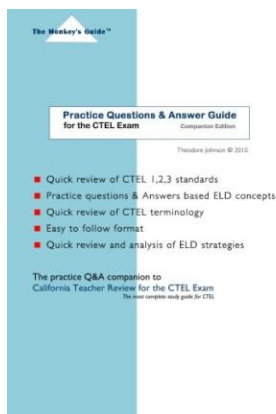 The Monkey's Guide™
Practice Questions & Answer Guide
for the CTEL Exam Companion Edition
Theodore Johnson © 2010
Quick review of CTEL 1,2,3 standards
Practice questions & Answers based ELD concepts
Quick review of CTEL terminology
Easy to follow format
Quick review and analysis of ELD strategies
The practice Q&A companion to
California Teacher Review for the CTEL Exam
The most complete study guide for CTEL